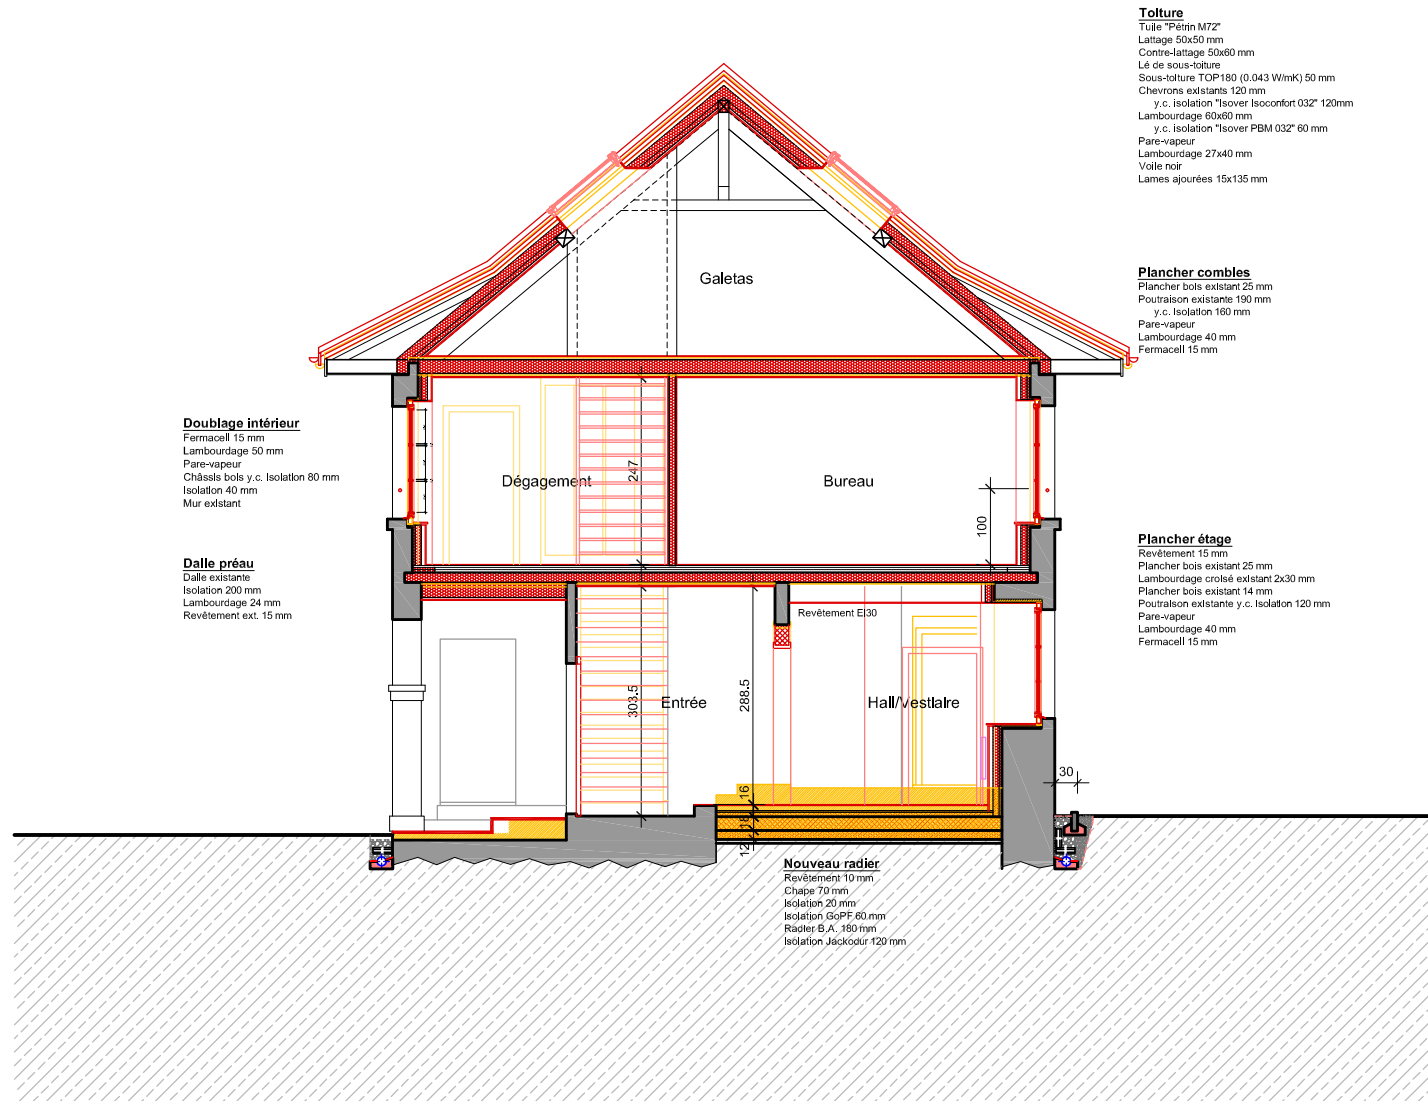 Toiture
Tuile "Pétrin M72"
Lattage 50x50 mm
Contre-lattage 50x60 mm
Lé de sous-toiture
Sous-toiture TOP180 (0.043 W/mK) 50 mm
Chevrons existants 120 mm
y.c. isolation "Isover Isoconfort 032" 120mm
Lambourdage 60x60 mm
y.c. isolation "Isover PBM 032" 60 mm
Pare-vapeur
Lambourdage 27x40 mm
Voile noir
Lames ajourées 15x135 mm
Galetas
Plancher combles
Plancher bois existant 25 mm
Poutraison existante 190 mm
y.c. Isolation 160 mm
Pare-vapeur
Lambourdage 40 mm
Fermacell 15 mm
Doublage intérieur
Fermacell 15 mm
Lambourdage 50 mm
Pare-vapeur
Châssis bois y.c. Isolation 80 mm
Isolation 40 mm
Mur existant
Dégagement
247
Bureau
100
Dalle préau
Dalle existante
Isolation 200 mm
Lambourdage 24 mm
Revêtement ext. 15 mm
Plancher étage
Revêtement 15 mm
Plancher bois existant 25 mm
Lambourdage croisé existant 2x30 mm
Plancher bois existant 14 mm
Poutraison existante y.c. Isolation 120 mm
Pare-vapeur
Lambourdage 40 mm
Fermacell 15 mm
Revêtement EI30
303.5
Entrée
288.5
Hall/Vestiaire
30
16
18
12
Nouveau radier
Revêtement 10 mm
Chape 70 mm
Isolation 20 mm
Isolation GoPF 60 mm
Radier B.A. 180 mm
Isolation Jackodur 120 mm